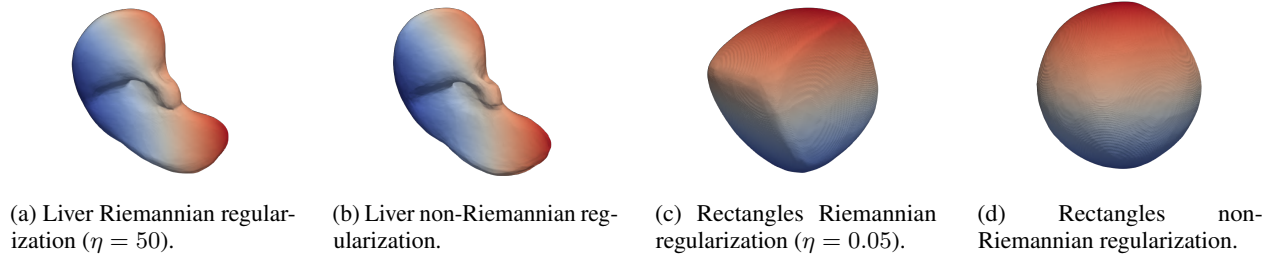 (a) Liver Riemannian regular-
ization (η = 50).
(b) Liver non-Riemannian reg-
ularization.
(c) Rectangles Riemannian
regularization (η = 0.05).
(d) Rectangles non-
Riemannian regularization.